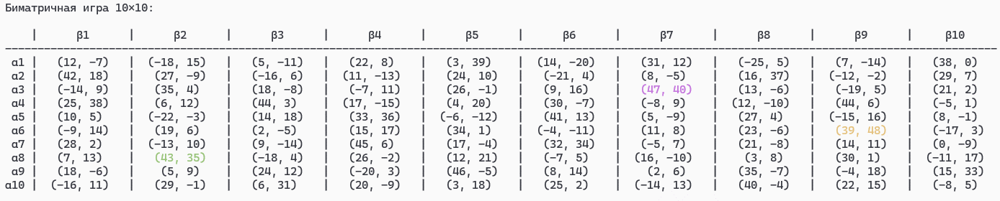 Биматричная игра 10×10:
| β1 | β2 | β3 | β4 | β5 | β6 | β7 | β8 | β9 | β10
α1 | (12, −7) | (−18, 15) | (5, −11) | (22, 8) | (3, 39) | (14, −20) | (31, 12) | (−25, 5) | (7, −14) | (38, 0)
α2 | (42, 18) | (27, −9) | (−16, 6) | (11, −13) | (24, 10) | (−21, 4) | (8, −5) | (16, 37) | (−12, −2) | (29, 7)
α3 | (−14, 9) | (35, 4) | (18, −8) | (−7, 11) | (26, −1) | (9, 16) | (47, 40) | (13, −6) | (−19, 5) | (21, 2)
α4 | (25, 38) | (6, 12) | (44, 3) | (17, −15) | (4, 20) | (30, −7) | (−8, 9) | (12, −10) | (44, 6) | (−5, 1)
α5 | (10, 5) | (−22, −3) | (14, 18) | (33, 36) | (−6, −12) | (41, 13) | (5, −9) | (27, 4) | (−15, 16) | (8, −1)
α6 | (−9, 14) | (19, 6) | (2, −5) | (15, 17) | (34, 1) | (−4, −11) | (11, 8) | (23, −6) | (39, 48) | (−17, 3)
α7 | (28, 2) | (−13, 10) | (9, −14) | (45, 6) | (17, −4) | (32, 34) | (−5, 7) | (21, −8) | (14, 11) | (0, −9)
α8 | (7, 13) | (43, 35) | (−18, 4) | (26, −2) | (12, 21) | (−7, 5) | (16, −10) | (3, 8) | (30, 1) | (−11, 17)
α9 | (18, −6) | (5, 9) | (24, 12) | (−20, 3) | (46, −5) | (8, 14) | (2, 6) | (35, −7) | (−4, 18) | (15, 33)
α10 | (−16, 11) | (29, −1) | (6, 31) | (20, −9) | (3, 18) | (25, 2) | (−14, 13) | (40, −4) | (22, 15) | (−8, 5)